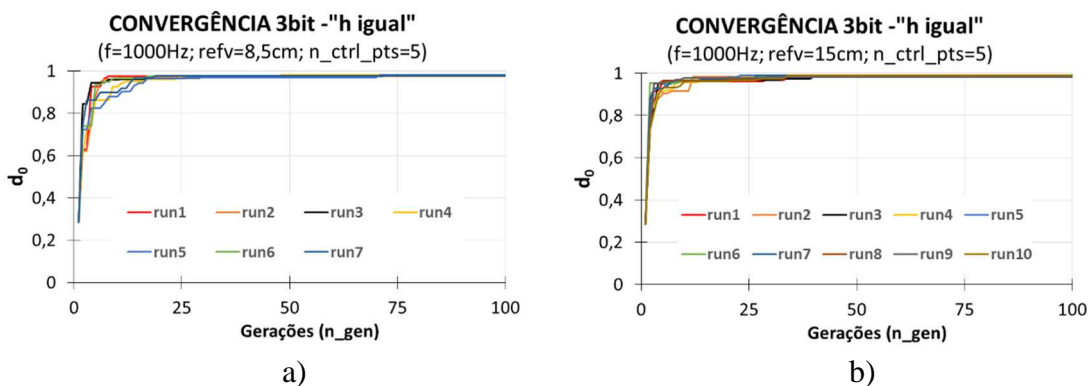 CONVERGÊNCIA 3bit -"h igual"
(f=1000Hz; refv=8,5cm; n_ctrl_pts=5)
1
0,8
0,6
0,4
0,2
0
d0
run1 run2 run3 run4
run5 run6 run7
0 25 50 75 100
Gerações (n_gen)
a)
CONVERGÊNCIA 3bit -"h igual"
(f=1000Hz; refv=15cm; n_ctrl_pts=5)
1
0,8
0,6
0,4
0,2
0
d0
run1 run2 run3 run4 run5
run6 run7 run8 run9 run10
0 25 50 75 100
Gerações (n_gen)
b)